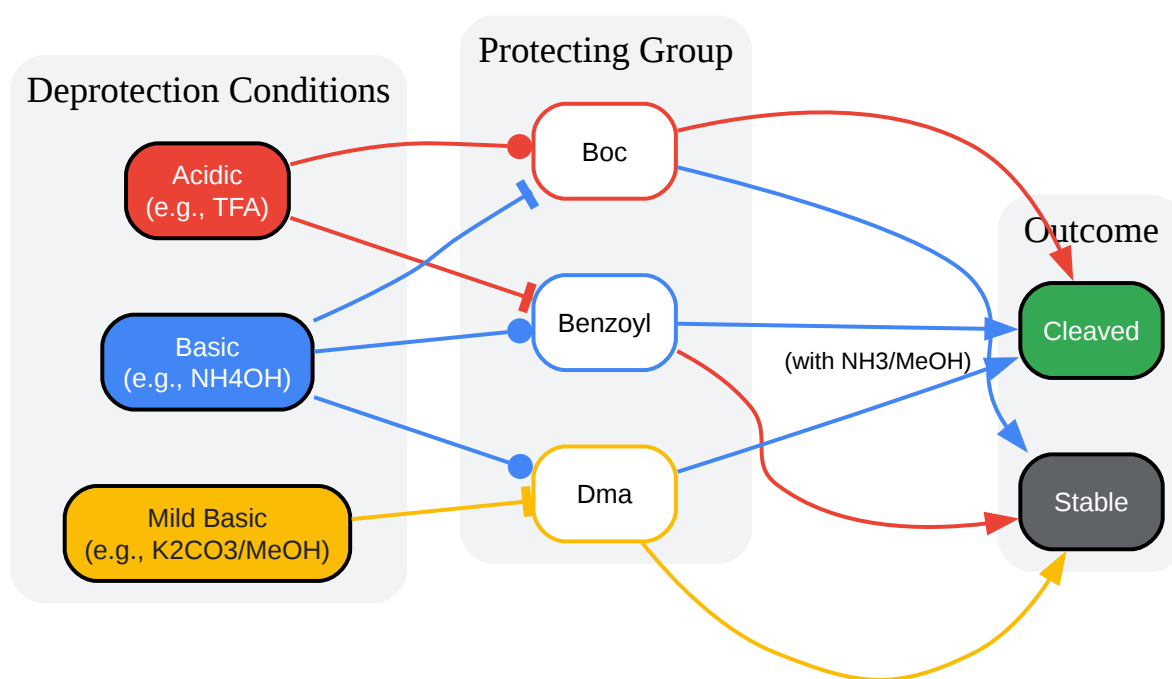 Deprotection Conditions
Acidic
(e.g., TFA)
Basic
(e.g., NH4OH)
Mild Basic
(e.g., K2CO3/MeOH)
Protecting Group
Boc
Benzoyl
Dma
(with NH3/MeOH)
Outcome
Cleaved
Stable